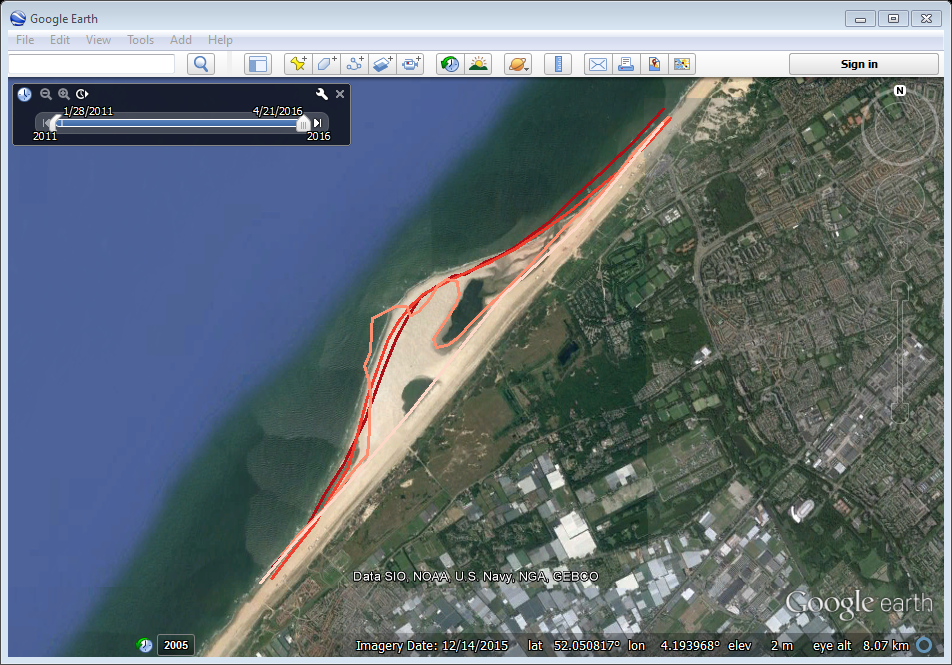 Google Earth
File Edit View Tools Add Help
Sign in
N
1/28/2011 4/21/2016
2011 2016
Data SIO, NOAA, U.S. Navy, NGA, GEBCO
Google earth
2005 Imagery Date: 12/14/2015 lat 52.050817° lon 4.193968° elev 2 m eye alt 8.07 km